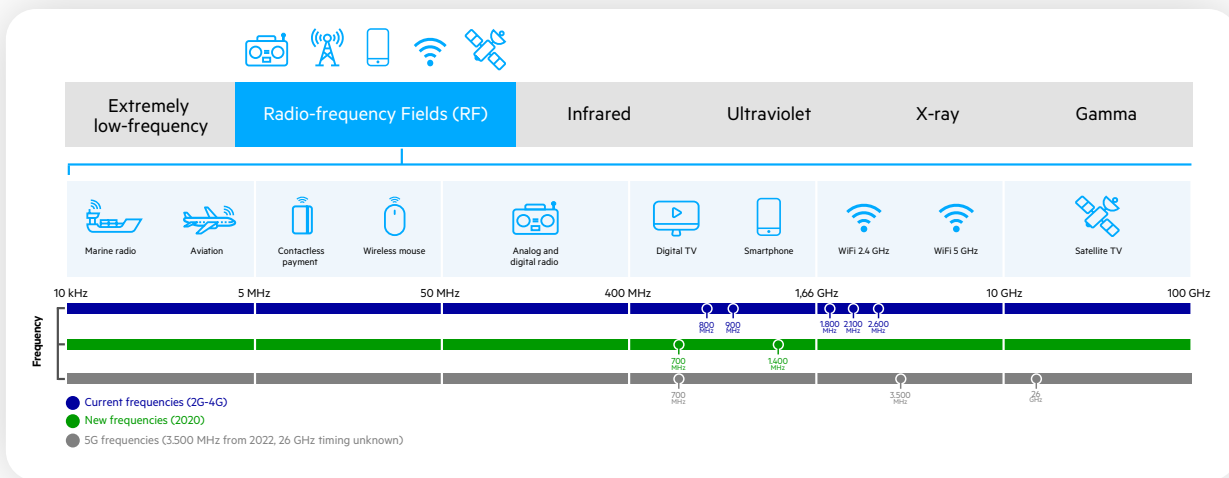 Extremely
low-frequency
Radio-frequency Fields (RF)
Infrared
Ultraviolet
X-ray
Gamma
Marine radio
Aviation
Contactless
payment
Wireless mouse
Analog and
digital radio
Digital TV
Smartphone
WiFi 2.4 GHz
WiFi 5 GHz
Satellite TV
10 kHz
5 MHz
50 MHz
400 MHz
1,66 GHz
10 GHz
100 GHz
Frequency
800
MHz
900
MHz
1.800
MHz
2.100
MHz
2.600
MHz
700
MHz
1.400
MHz
700
MHz
3.500
MHz
26
GHz
Current frequencies (2G-4G)
New frequencies (2020)
5G frequencies (3.500 MHz from 2022, 26 GHz timing unknown)